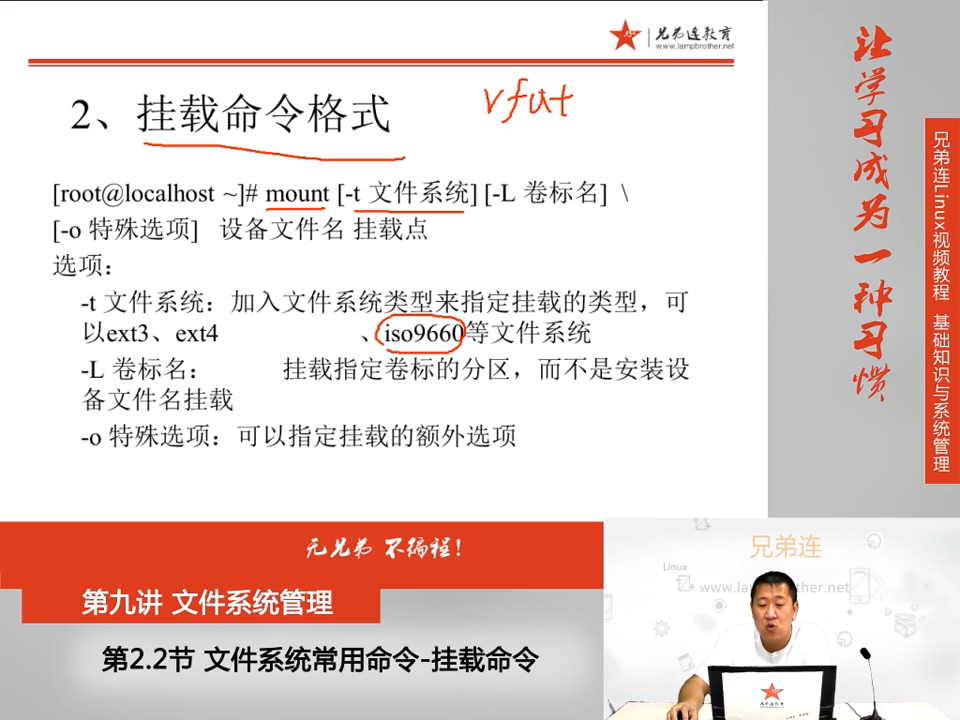 兄弟连教育
www.lampbrother.net
2、挂载命令格式
vfat
[root@localhost ~]# mount [-t 文件系统] [-L 卷标名] \
[-o 特殊选项] 设备文件名 挂载点
选项：
-t 文件系统：加入文件系统类型来指定挂载的类型，可
以ext3、ext4 、iso9660等文件系统
-L 卷标名： 挂载指定卷标的分区，而不是安装设
备文件名挂载
-o 特殊选项：可以指定挂载的额外选项
让学习成为一种习惯
兄弟连Linux视频教程 基础知识与系统管理
无兄弟 不编程！
第九讲 文件系统管理
第2.2节 文件系统常用命令-挂载命令
兄弟连
Linux
www.la
rother.net